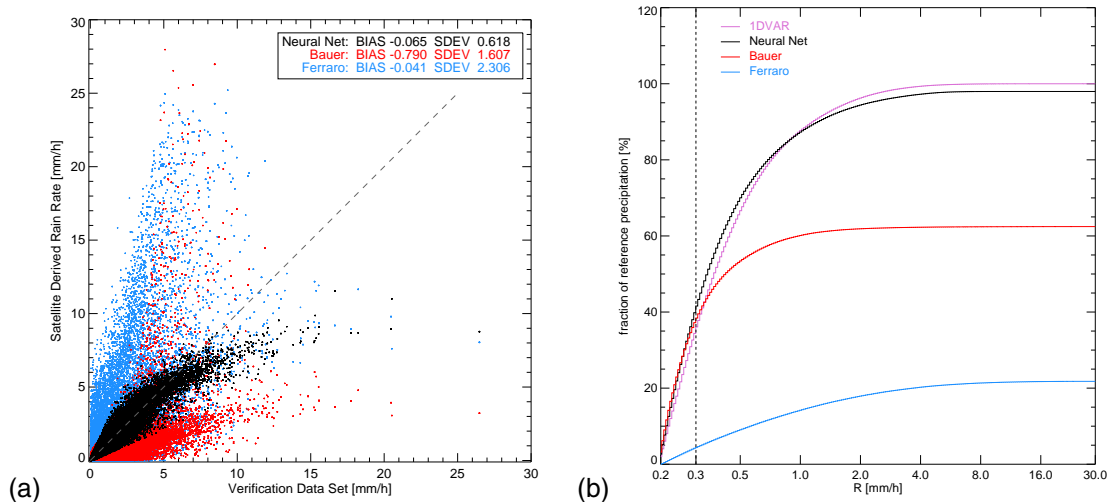 30
25
20
15
10
5
0
Satellite Derived Rain Rate [mm/h]
Neural Net: BIAS -0.065 SDEV 0.618
Bauer: BIAS -0.790 SDEV 1.607
Ferraro: BIAS -0.041 SDEV 2.306
0 5 10 15 20 25 30
Verification Data Set [mm/h]
(a)
120
100
80
60
40
20
0
fraction of reference precipitation [%]
1DVAR
Neural Net
Bauer
Ferraro
0.2 0.3 0.5 1.0 2.0 4.0 8.0 16.0 30.0
R [mm/h]
(b)